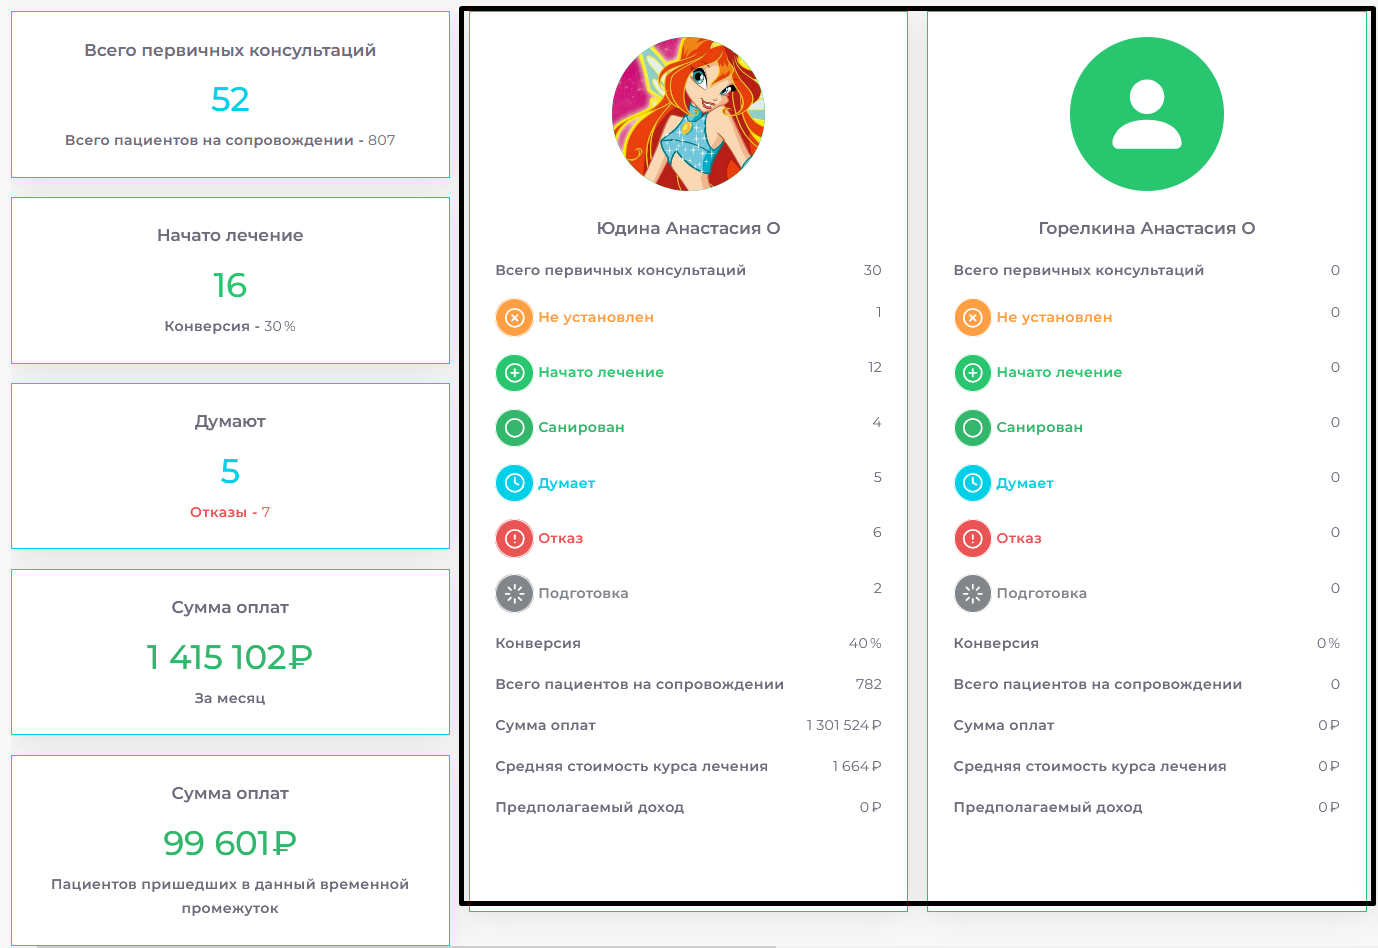 Всего первичных консультаций
52
Всего пациентов на сопровождении - 807
Начато лечение
16
Конверсия - 30%
Думают
5
Отказы - 7
Сумма оплат
1 415 102₽
За месяц
Сумма оплат
99 601₽
Пациентов пришедших в данный временной
промежуток
Юдина Анастасия О
Всего первичных консультаций 30
Не установлен 1
Начато лечение 12
Санирован 4
Думает 5
Отказ 6
Подготовка 2
Конверсия 40%
Всего пациентов на сопровождении 782
Сумма оплат 1 301 524₽
Средняя стоимость курса лечения 1 664₽
Предполагаемый доход 0₽
Горелкина Анастасия О
Всего первичных консультаций 0
Не установлен 0
Начато лечение 0
Санирован 0
Думает 0
Отказ 0
Подготовка 0
Конверсия 0%
Всего пациентов на сопровождении 0
Сумма оплат 0₽
Средняя стоимость курса лечения 0₽
Предполагаемый доход 0₽